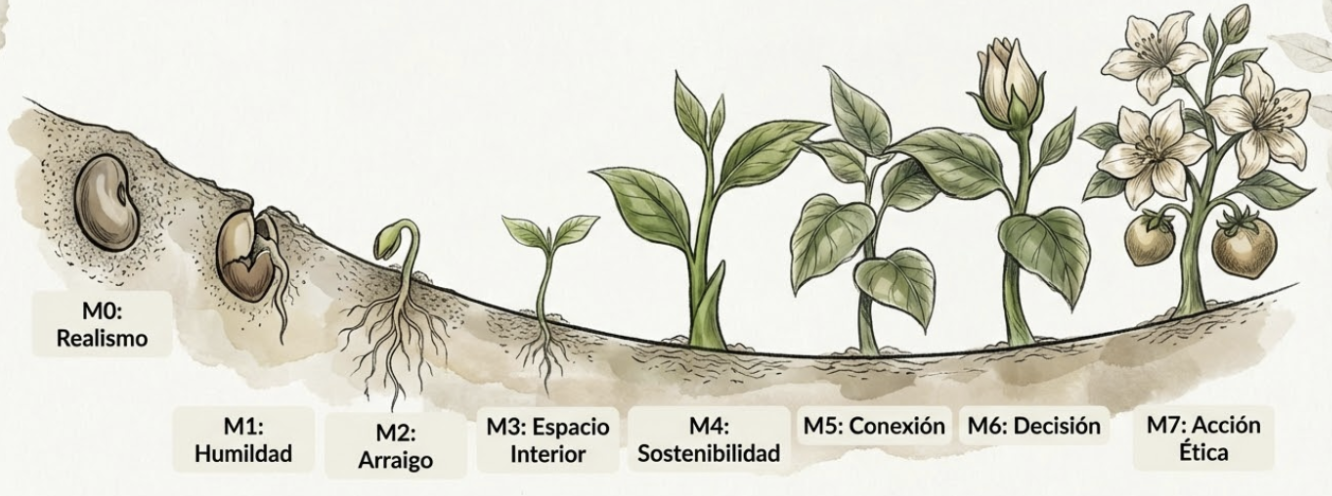 M0:
Realismo
M1:
Humildad
M2:
Arraigo
M3: Espacio
Interior
M4:
Sostenibilidad
M5: Conexión
M6: Decisión
M7: Acción
Ética